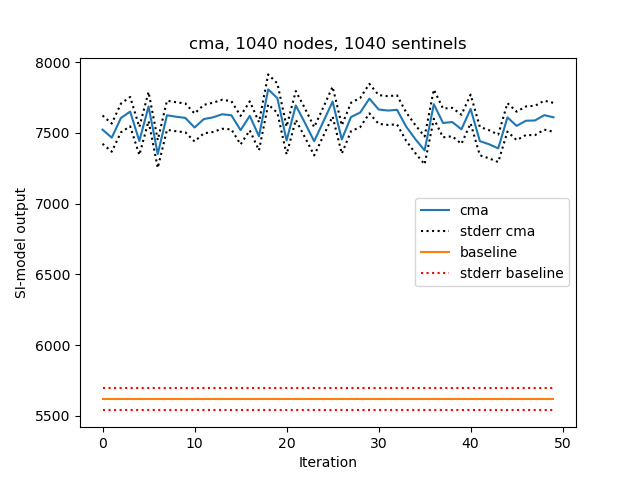 cma, 1040 nodes, 1040 sentinels
8000
7500
7000
6500
6000
5500
SI-model output
cma
stderr cma
baseline
stderr baseline
0 10 20 30 40 50
Iteration